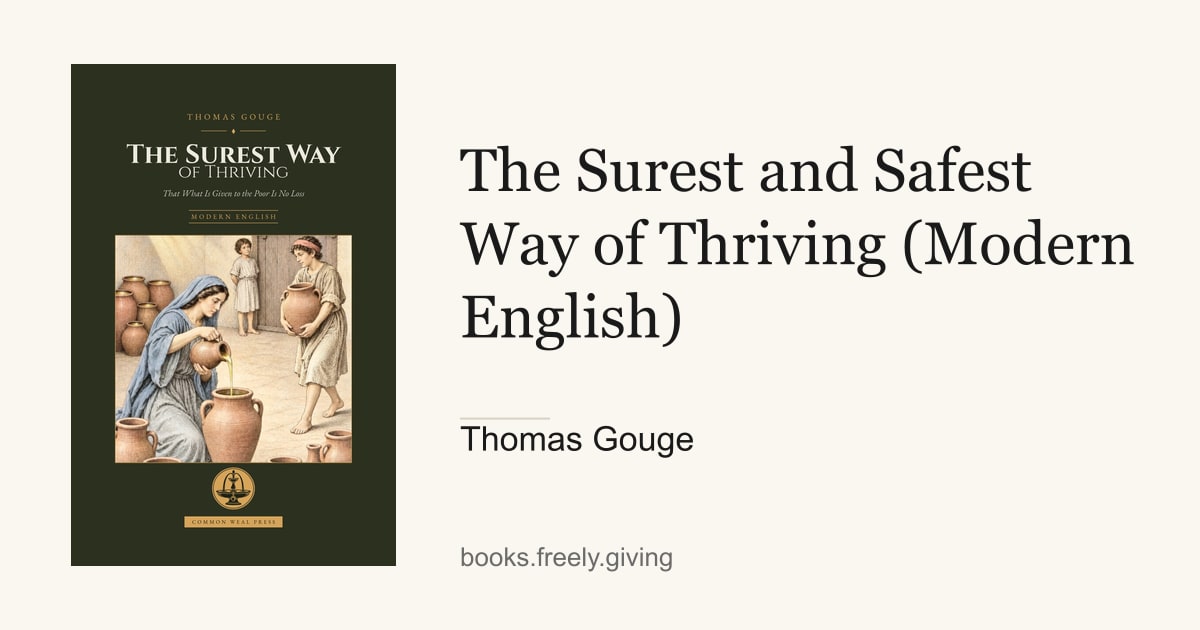 THOMAS GOUGE
THE SUREST WAY
OF THRIVING
That What Is Given to the Poor Is No Loss
MODERN ENGLISH
COMMON WEAL PRESS
The Surest and Safest
Way of Thriving (Modern
English)
Thomas Gouge
books.freely.giving